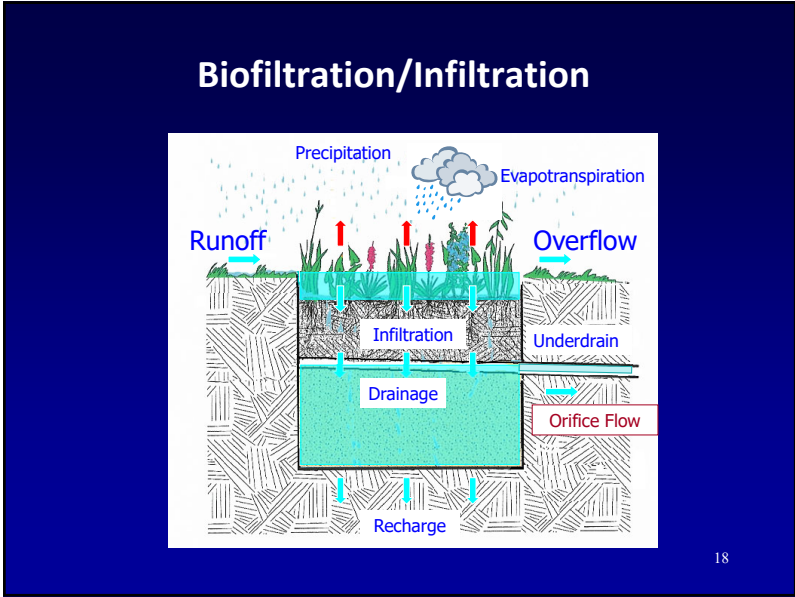 Biofiltration/Infiltration
Precipitation
Evapotranspiration
Runoff
Overflow
Infiltration
Underdrain
Drainage
Orifice Flow
Recharge
18